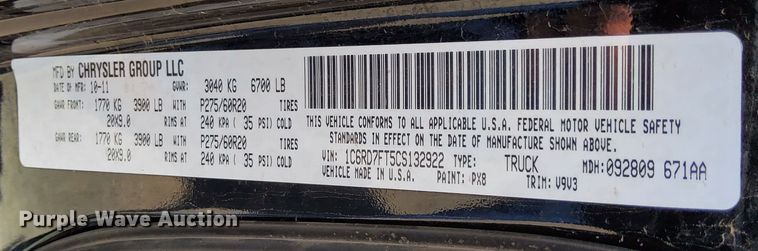 MFD BY CHRYSLER GROUP LLC
DATE OF MFR: 10-11 GVWR: 3040 KG 6700 LB
GAWR FRONT: 1770 KG 3900 LB WITH P275/60R20 TIRES
20X9.0 RIMS AT 240 KPA ( 35 PSI) COLD
GAWR REAR: 1770 KG 3900 LB WITH P275/60R20 TIRES
20X9.0 RIMS AT 240 KPA ( 35 PSI) COLD
THIS VEHICLE CONFORMS TO ALL APPLICABLE U.S.A. FEDERAL MOTOR VEHICLE SAFETY
STANDARDS IN EFFECT ON THE DATE OF MANUFACTURE SHOWN ABOVE.
VIN: 1C6RD7FT5CS132922 TYPE: TRUCK MDH: 092809 671AA
VEHICLE MADE IN U.S.A. PAINT: PX8 TRIM: V9V3
Purple Wave Auction